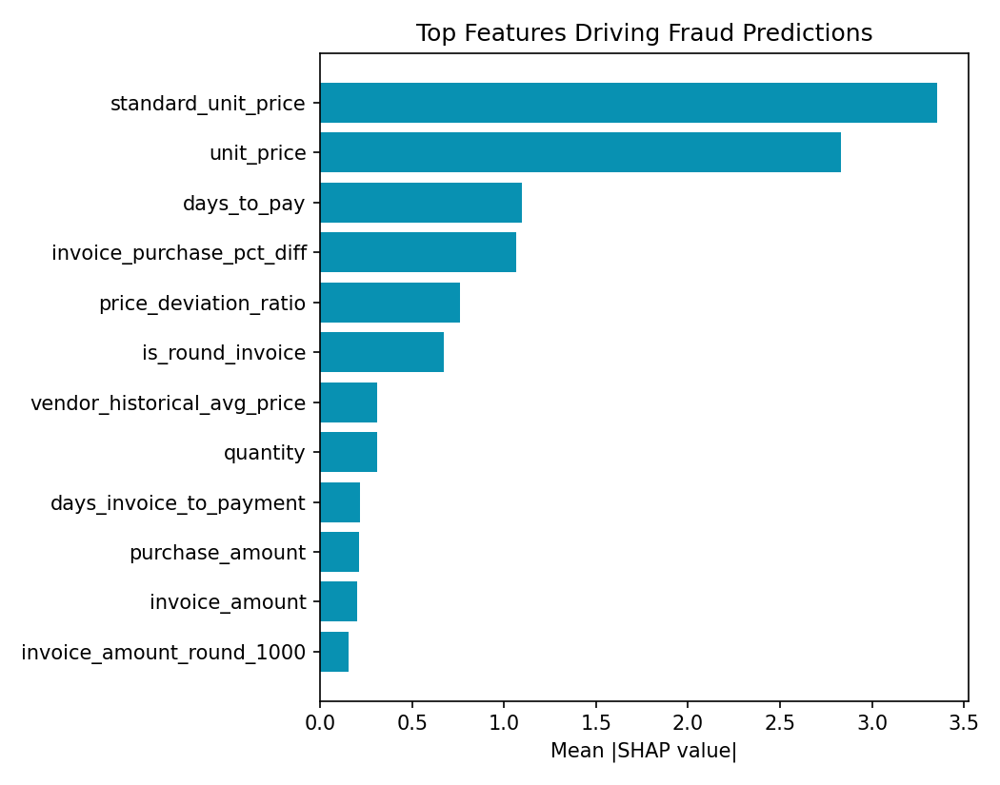 Top Features Driving Fraud Predictions
standard_unit_price
unit_price
days_to_pay
invoice_purchase_pct_diff
price_deviation_ratio
is_round_invoice
vendor_historical_avg_price
quantity
days_invoice_to_payment
purchase_amount
invoice_amount
invoice_amount_round_1000
0.0 0.5 1.0 1.5 2.0 2.5 3.0 3.5
Mean |SHAP value|